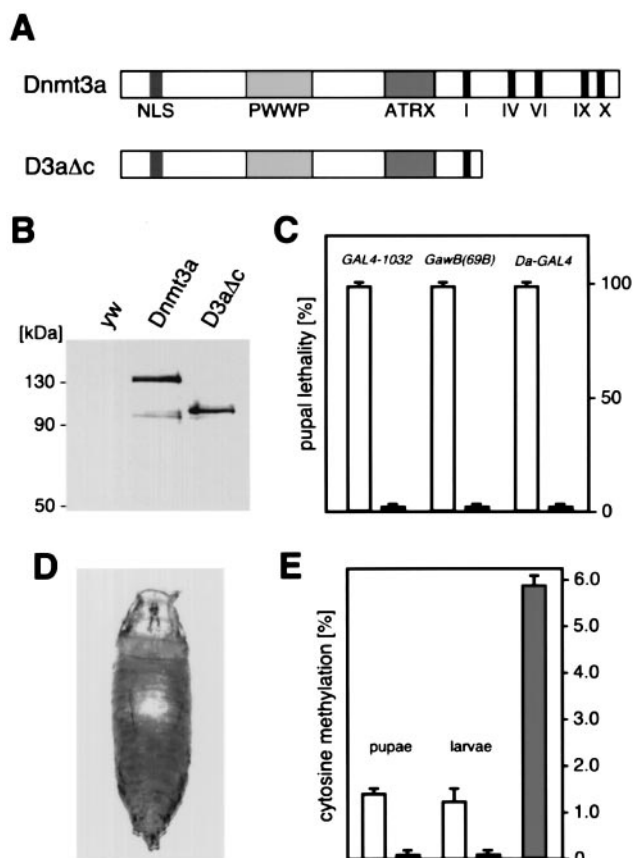 A
Dnmt3a
NLS PWWP ATRX I IV VI IX X
D3aΔc
B
yw Dnmt3a D3aΔc
[kDa]
130 -
90 -
50 -
C
GAL4-1032 GawB(69B) Da-GAL4
pupal lethality [%]
100
50
0
D
E
cytosine methylation [%]
pupae larvae
6.0
5.0
4.0
3.0
2.0
1.0
0